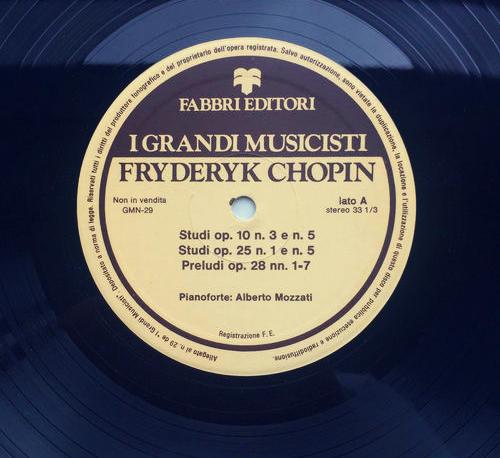 Allegato al n. 29 de "I Grandi Musicisti" Depositato a norma di legge. Riservati tutti i diritti del produttore fonografico e del proprietario dell'opera registrata. Salvo autorizzazione, sono vietate la duplicazione, la locazione e l'utilizzazione di questo disco per pubblica esecuzione e radiodiffusione.
FABBRI EDITORI
I GRANDI MUSICISTI
FRYDERYK CHOPIN
Non in vendita
GMN-29
lato A
stereo 33 1/3
Studi op. 10 n. 3 e n. 5
Studi op. 25 n. 1 e n. 5
Preludi op. 28 nn. 1-7
Pianoforte: Alberto Mozzati
Registrazione F. E.